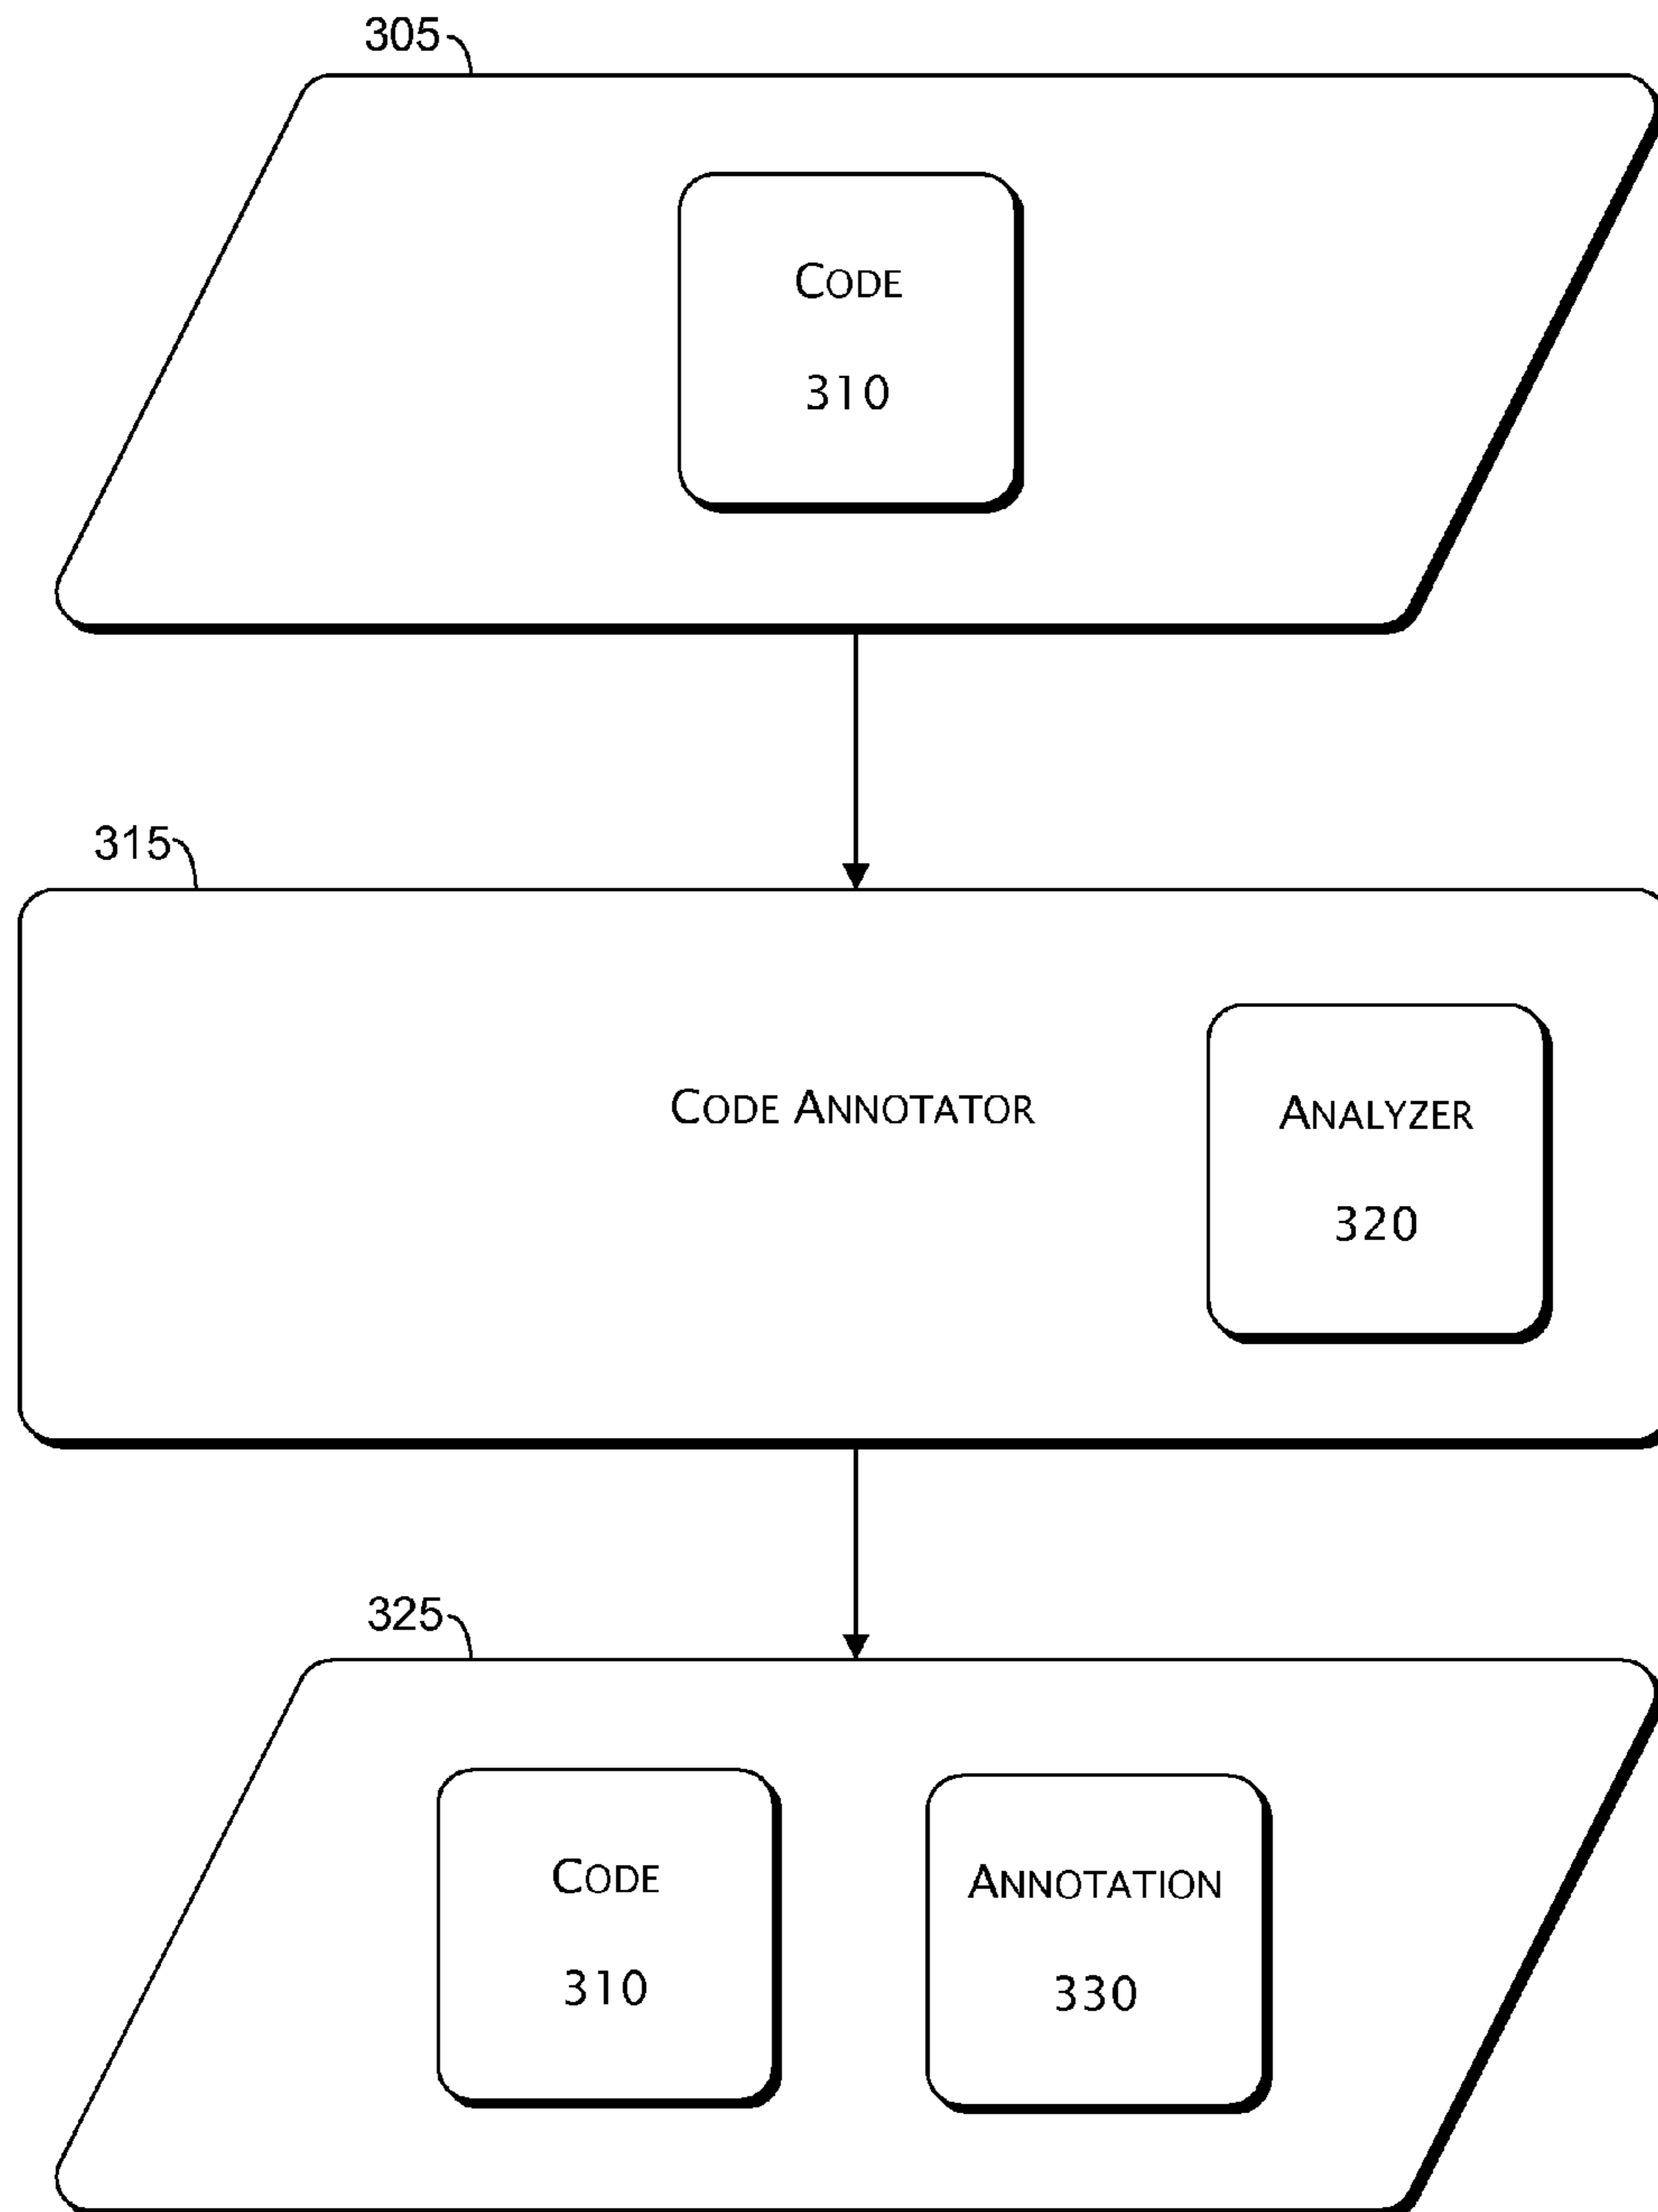 305
CODE
310
315
CODE ANNOTATOR
ANALYZER
320
325
CODE
310
ANNOTATION
330